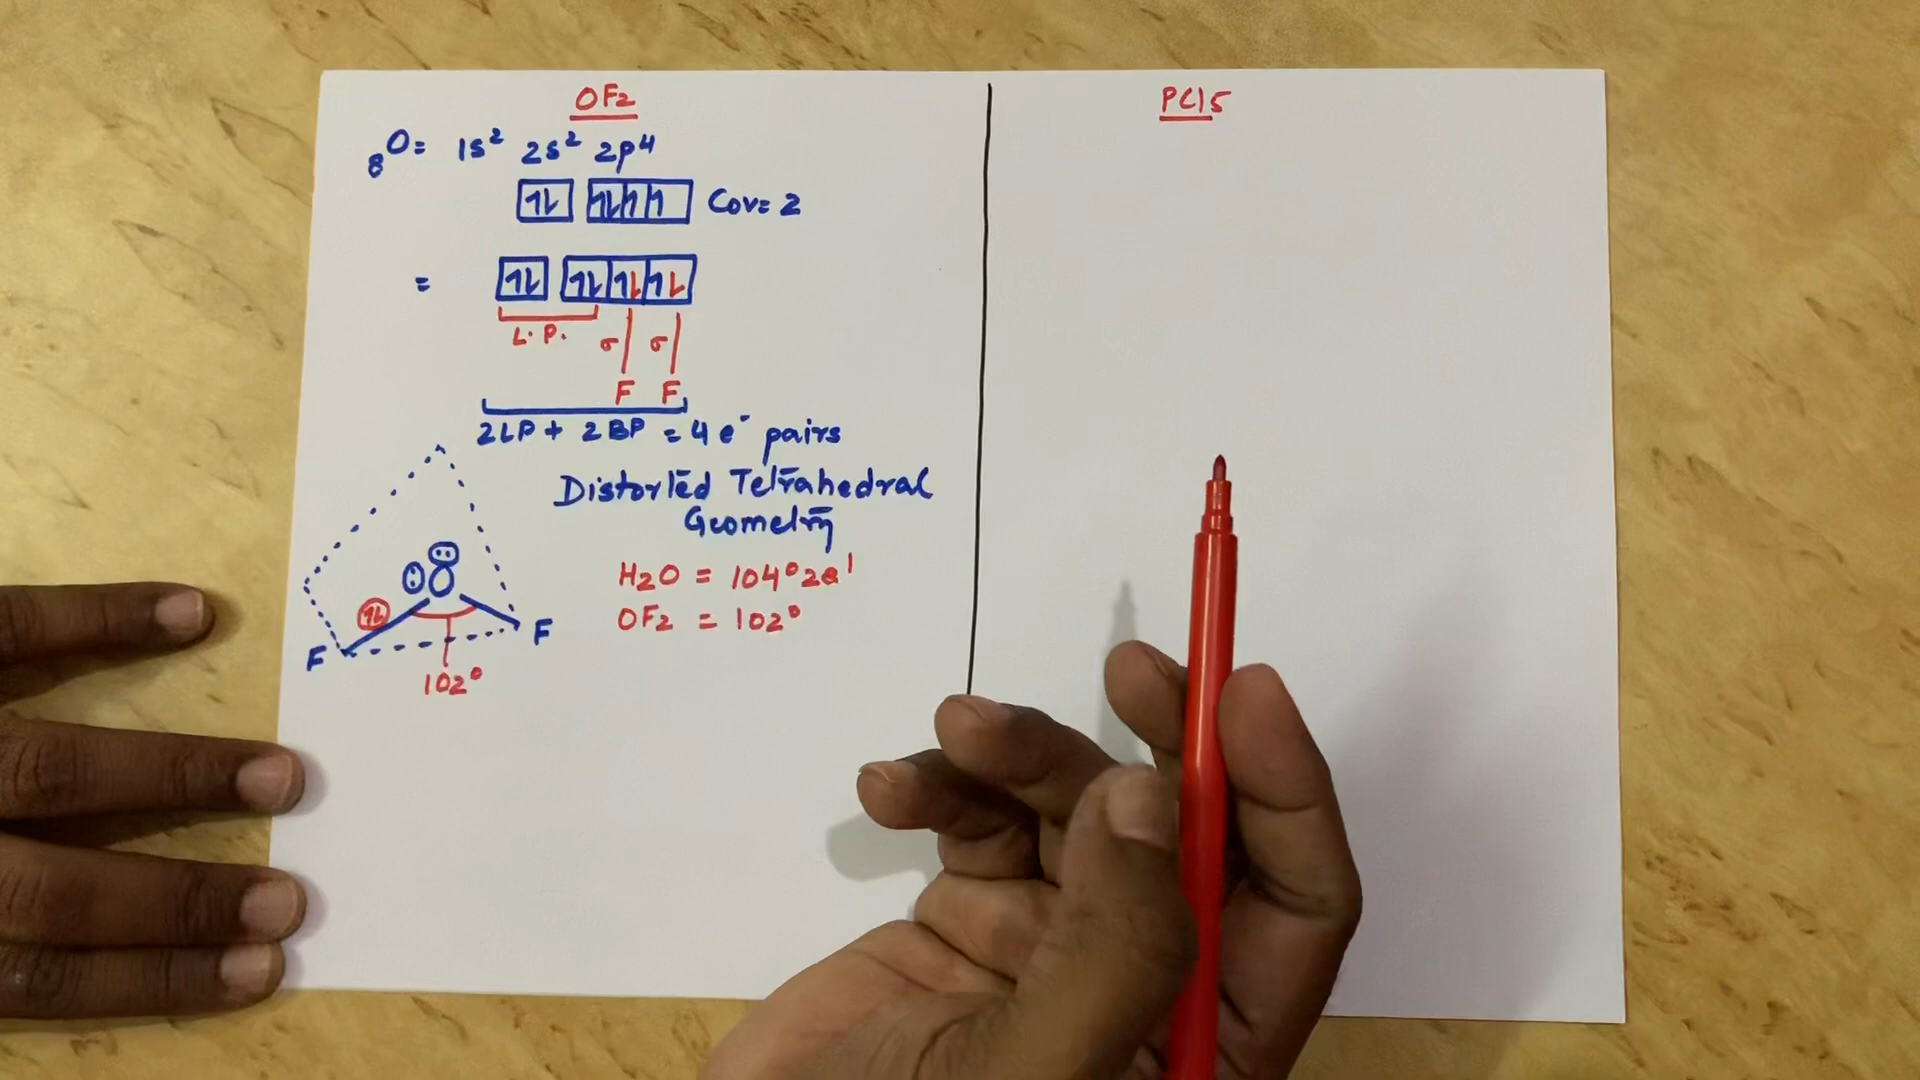 OF2
8O = 1s² 2s² 2p⁴
Cov = 2
=
L.P. σ σ
F F
2LP + 2BP = 4 e⁻ pairs
Distorted Tetrahedral
Geometry
H2O = 104°28'
OF2 = 102°
O
F F
102°
PCl5